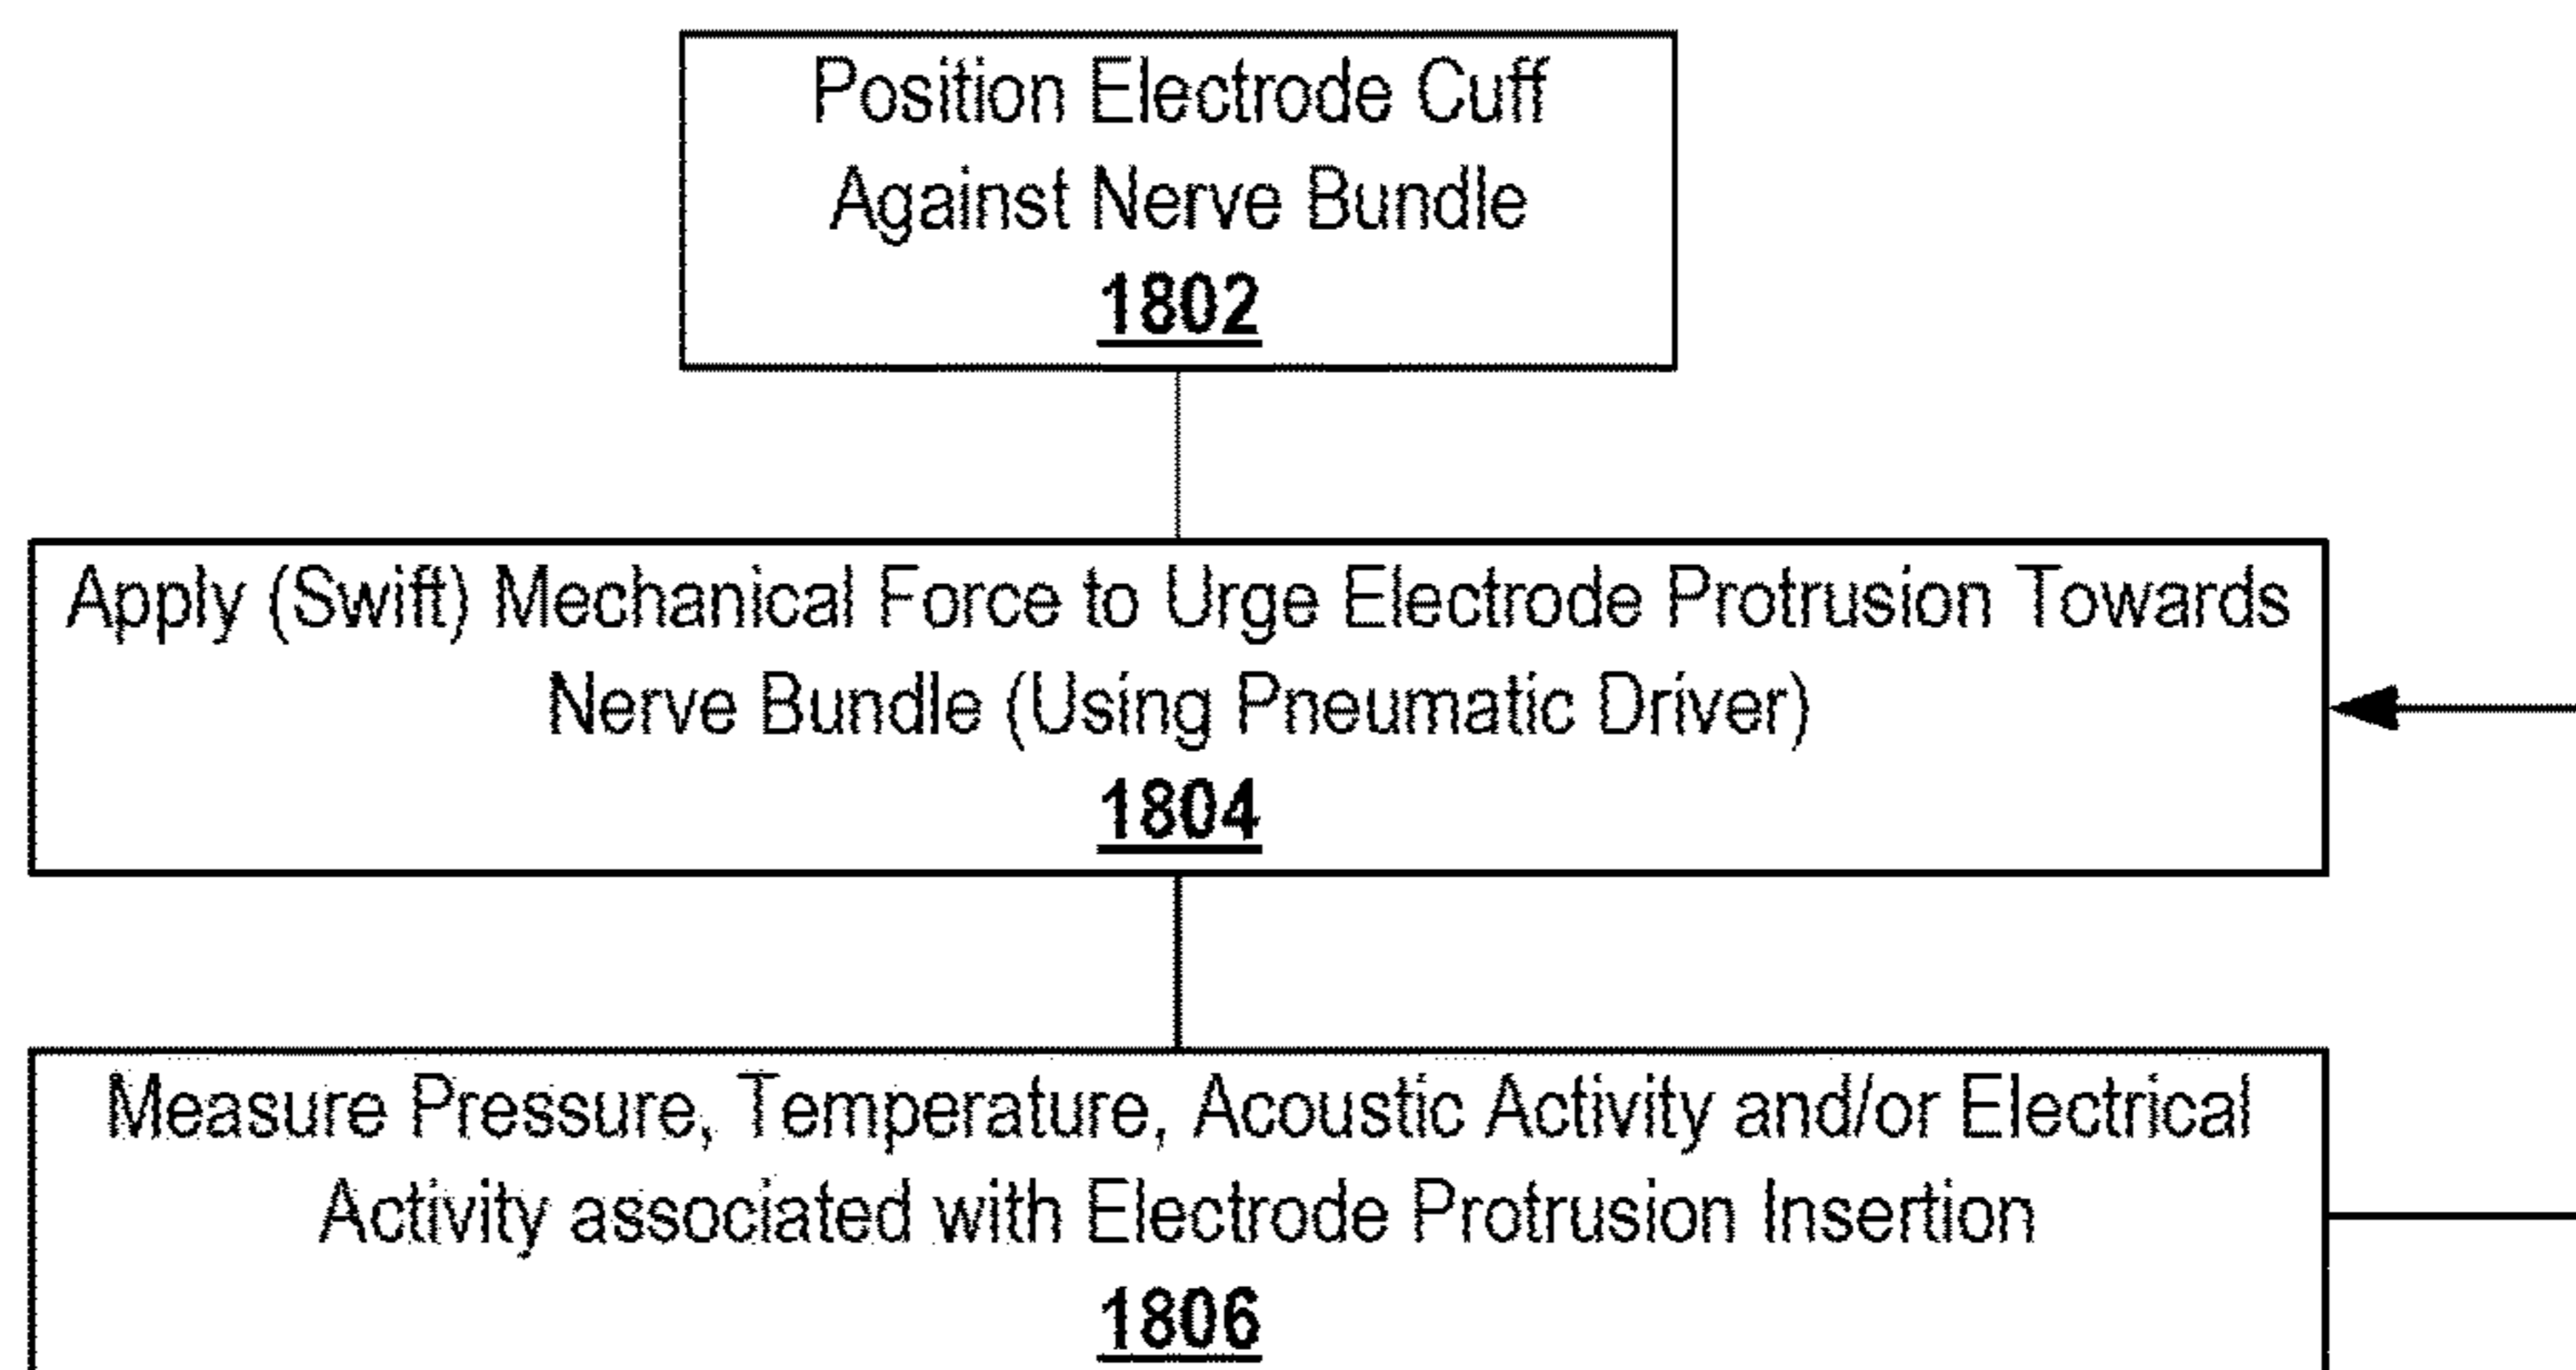 Position Electrode Cuff
Against Nerve Bundle
1802
Apply (Swift) Mechanical Force to Urge Electrode Protrusion Towards
Nerve Bundle (Using Pneumatic Driver)
1804
Measure Pressure, Temperature, Acoustic Activity and/or Electrical
Activity associated with Electrode Protrusion Insertion
1806